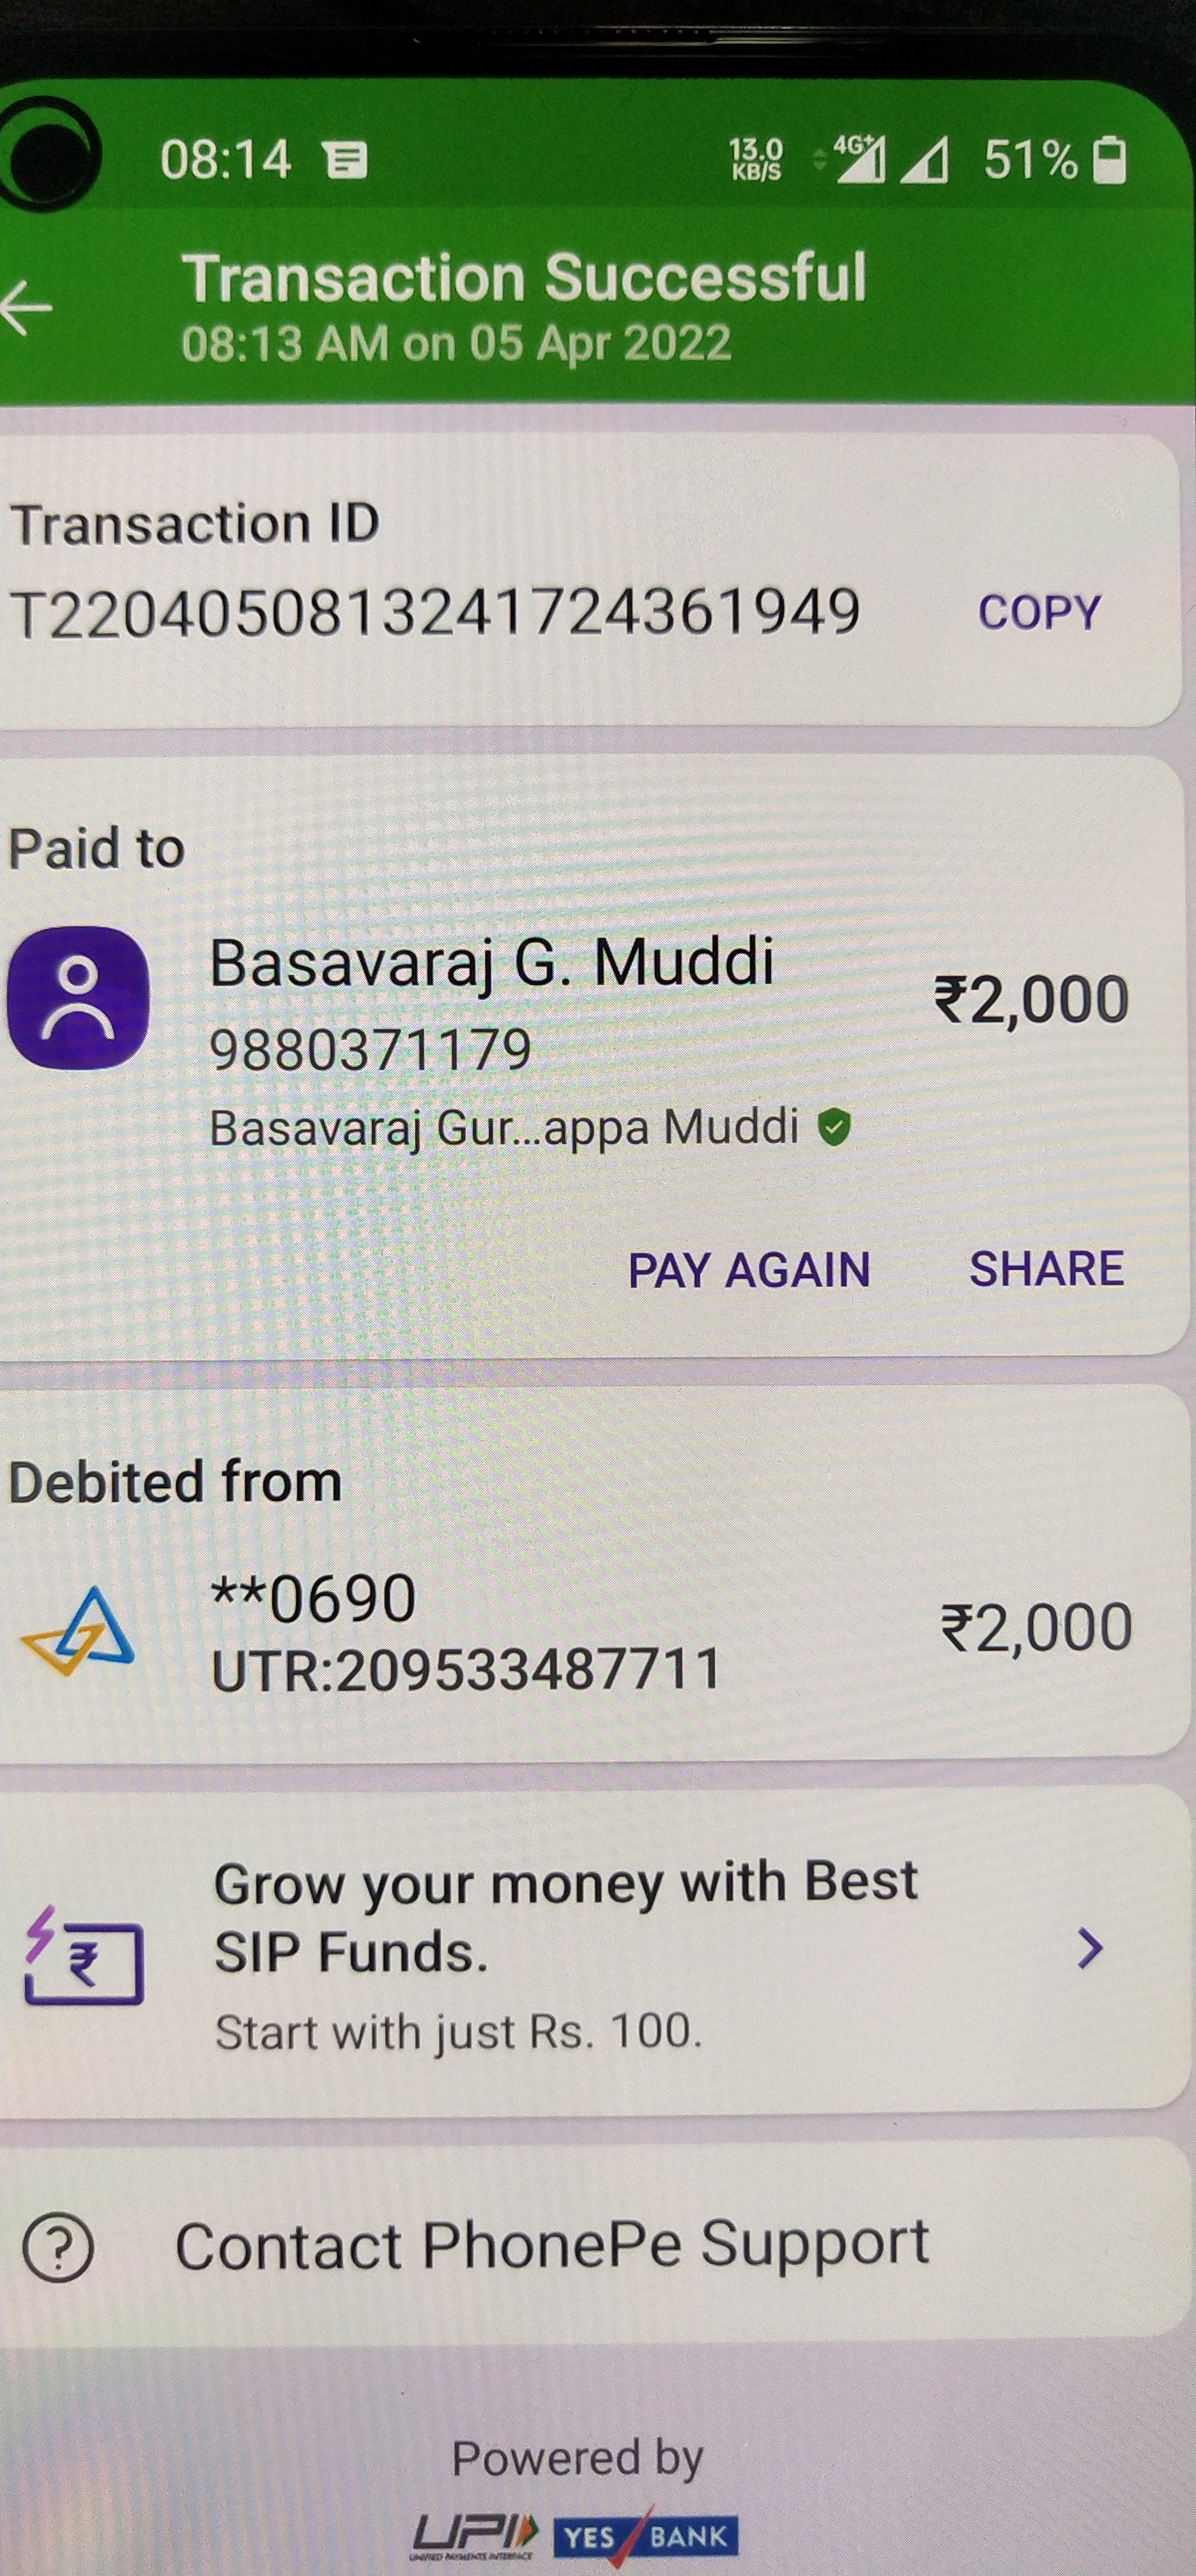 08:14 13.0 KB/S 4G+ 51%
Transaction Successful
08:13 AM on 05 Apr 2022
Transaction ID
T2204050813241724361949 COPY
Paid to
Basavaraj G. Muddi ₹2,000
9880371179
Basavaraj Gur...appa Muddi
PAY AGAIN SHARE
Debited from
**0690 ₹2,000
UTR:209533487711
Grow your money with Best
SIP Funds.
Start with just Rs. 100.
Contact PhonePe Support
Powered by
UPI YES BANK
UNIFIED PAYMENTS INTERFACE